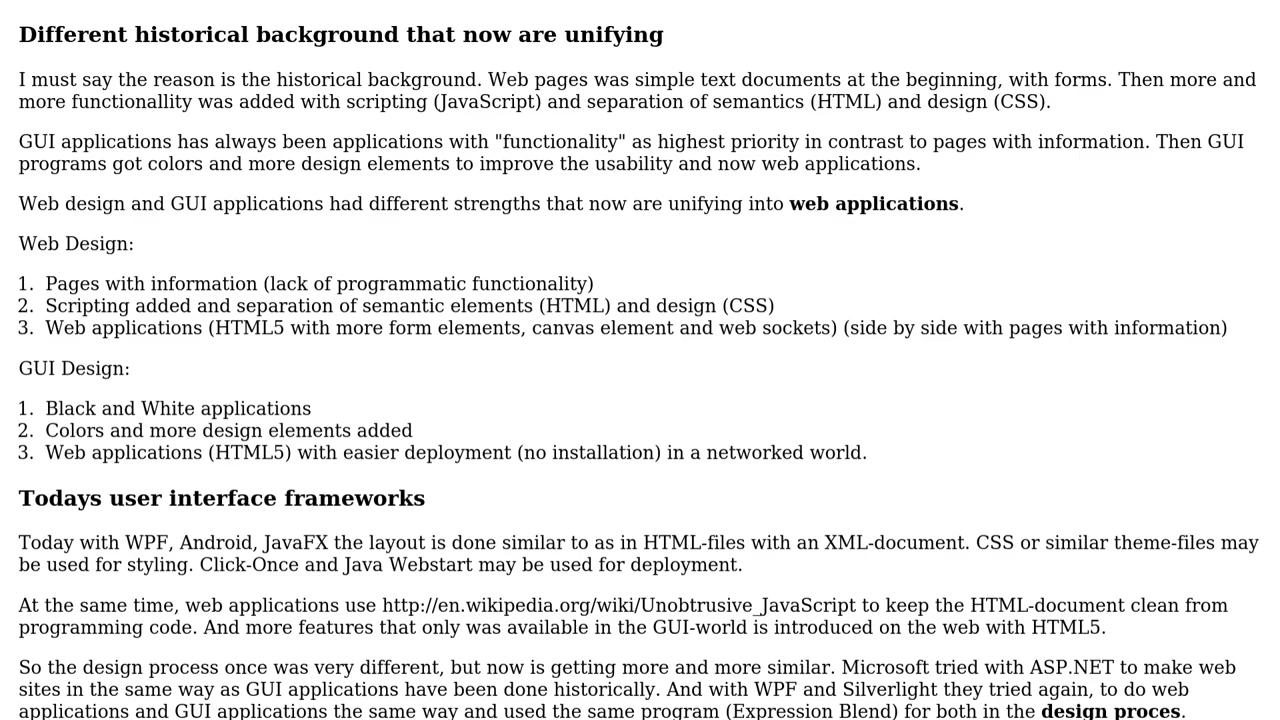 Different historical background that now are unifying
I must say the reason is the historical background. Web pages was simple text documents at the beginning, with forms. Then more and
more functionallity was added with scripting (JavaScript) and separation of semantics (HTML) and design (CSS).
GUI applications has always been applications with "functionality" as highest priority in contrast to pages with information. Then GUI
programs got colors and more design elements to improve the usability and now web applications.
Web design and GUI applications had different strengths that now are unifying into web applications.
Web Design:
1. Pages with information (lack of programmatic functionality)
2. Scripting added and separation of semantic elements (HTML) and design (CSS)
3. Web applications (HTML5 with more form elements, canvas element and web sockets) (side by side with pages with information)
GUI Design:
1. Black and White applications
2. Colors and more design elements added
3. Web applications (HTML5) with easier deployment (no installation) in a networked world.
Todays user interface frameworks
Today with WPF, Android, JavaFX the layout is done similar to as in HTML-files with an XML-document. CSS or similar theme-files may
be used for styling. Click-Once and Java Webstart may be used for deployment.
At the same time, web applications use http://en.wikipedia.org/wiki/Unobtrusive_JavaScript to keep the HTML-document clean from
programming code. And more features that only was available in the GUI-world is introduced on the web with HTML5.
So the design process once was very different, but now is getting more and more similar. Microsoft tried with ASP.NET to make web
sites in the same way as GUI applications have been done historically. And with WPF and Silverlight they tried again, to do web
applications and GUI applications the same way and used the same program (Expression Blend) for both in the design proces.